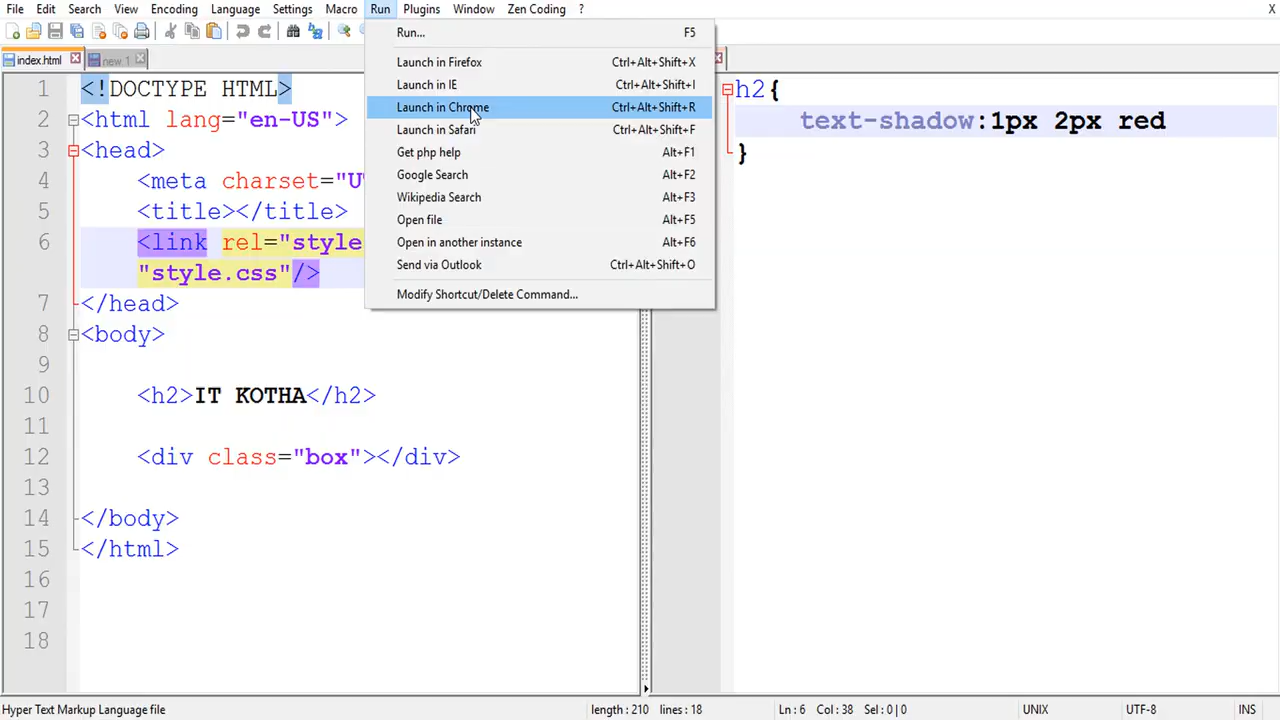 File Edit Search View Encoding Language Settings Macro Run Plugins Window Zen Coding ? X
index.html new 1
Run... F5
Launch in Firefox Ctrl+Alt+Shift+X
Launch in IE Ctrl+Alt+Shift+I
Launch in Chrome Ctrl+Alt+Shift+R
Launch in Safari Ctrl+Alt+Shift+F
Get php help Alt+F1
Google Search Alt+F2
Wikipedia Search Alt+F3
Open file Alt+F5
Open in another instance Alt+F6
Send via Outlook Ctrl+Alt+Shift+O
Modify Shortcut/Delete Command...
1 <!DOCTYPE HTML>
2 <html lang="en-US">
3 <head>
4 <meta charset="U
5 <title></title>
6 <link rel="style
"style.css"/>
7 </head>
8 <body>
9
10 <h2>IT KOTHA</h2>
11
12 <div class="box"></div>
13
14 </body>
15 </html>
16
17
18
h2{
text-shadow:1px 2px red
}
Hyper Text Markup Language file length : 210 lines : 18 Ln : 6 Col : 38 Sel : 0 | 0 UNIX UTF-8 INS